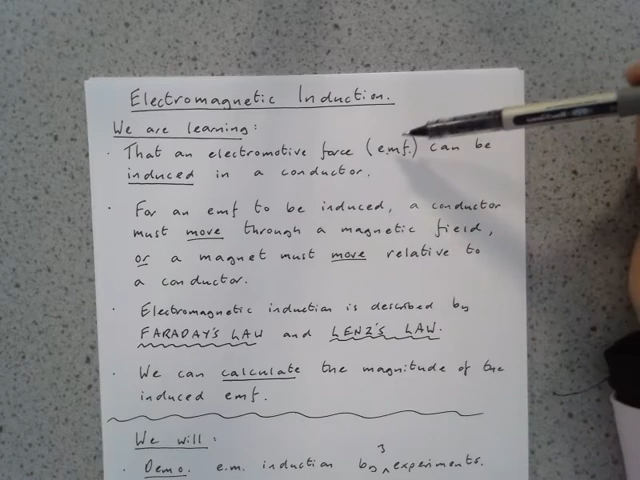 Electromagnetic Induction.
We are learning:
· That an electromotive force (emf.) can be
induced in a conductor.
· For an emf to be induced, a conductor
must move through a magnetic field,
or a magnet must move relative to
a conductor.
· Electromagnetic induction is described by
FARADAY'S LAW and LENZ'S LAW.
· We can calculate the magnitude of the
induced emf.
We will:
· Demo. e.m. induction by 3 experiments.